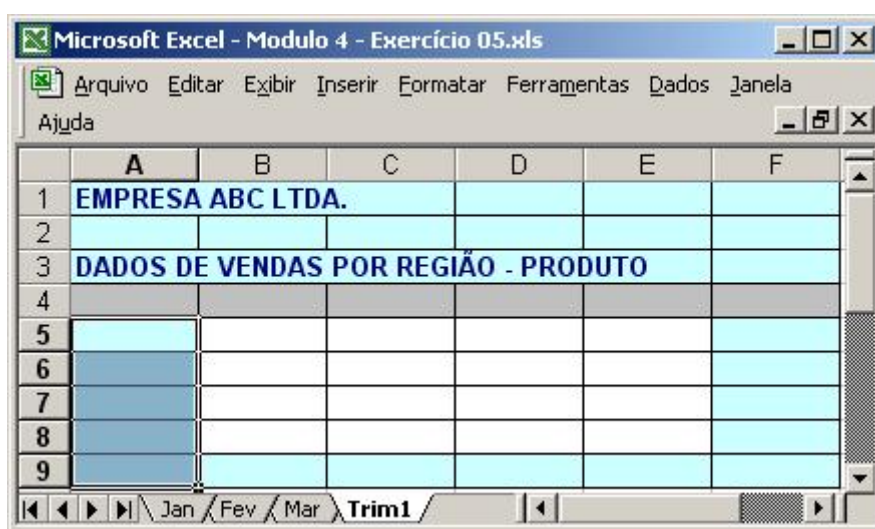 Microsoft Excel - Modulo 4 - Exercício 05.xls
Arquivo Editar Exibir Inserir Formatar Ferramentas Dados Janela
Ajuda
A B C D E F
1 EMPRESA ABC LTDA.
2
3 DADOS DE VENDAS POR REGIÃO - PRODUTO
4
5
6
7
8
9
Jan Fev Mar Trim1